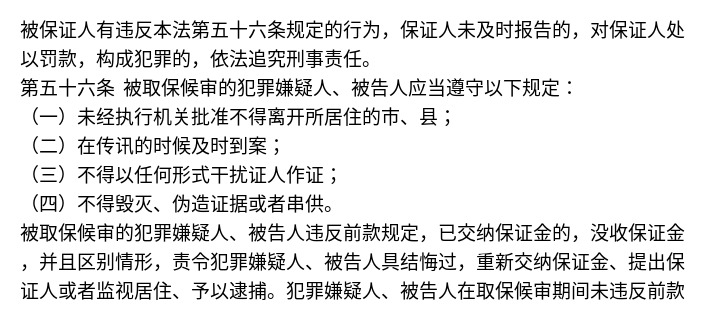 被保证人有违反本法第五十六条规定的行为，保证人未及时报告的，对保证人处
以罚款，构成犯罪的，依法追究刑事责任。
第五十六条 被取保候审的犯罪嫌疑人、被告人应当遵守以下规定：
（一）未经执行机关批准不得离开所居住的市、县；
（二）在传讯的时候及时到案；
（三）不得以任何形式干扰证人作证；
（四）不得毁灭、伪造证据或者串供。
被取保候审的犯罪嫌疑人、被告人违反前款规定，已交纳保证金的，没收保证金
，并且区别情形，责令犯罪嫌疑人、被告人具结悔过，重新交纳保证金、提出保
证人或者监视居住、予以逮捕。犯罪嫌疑人、被告人在取保候审期间未违反前款